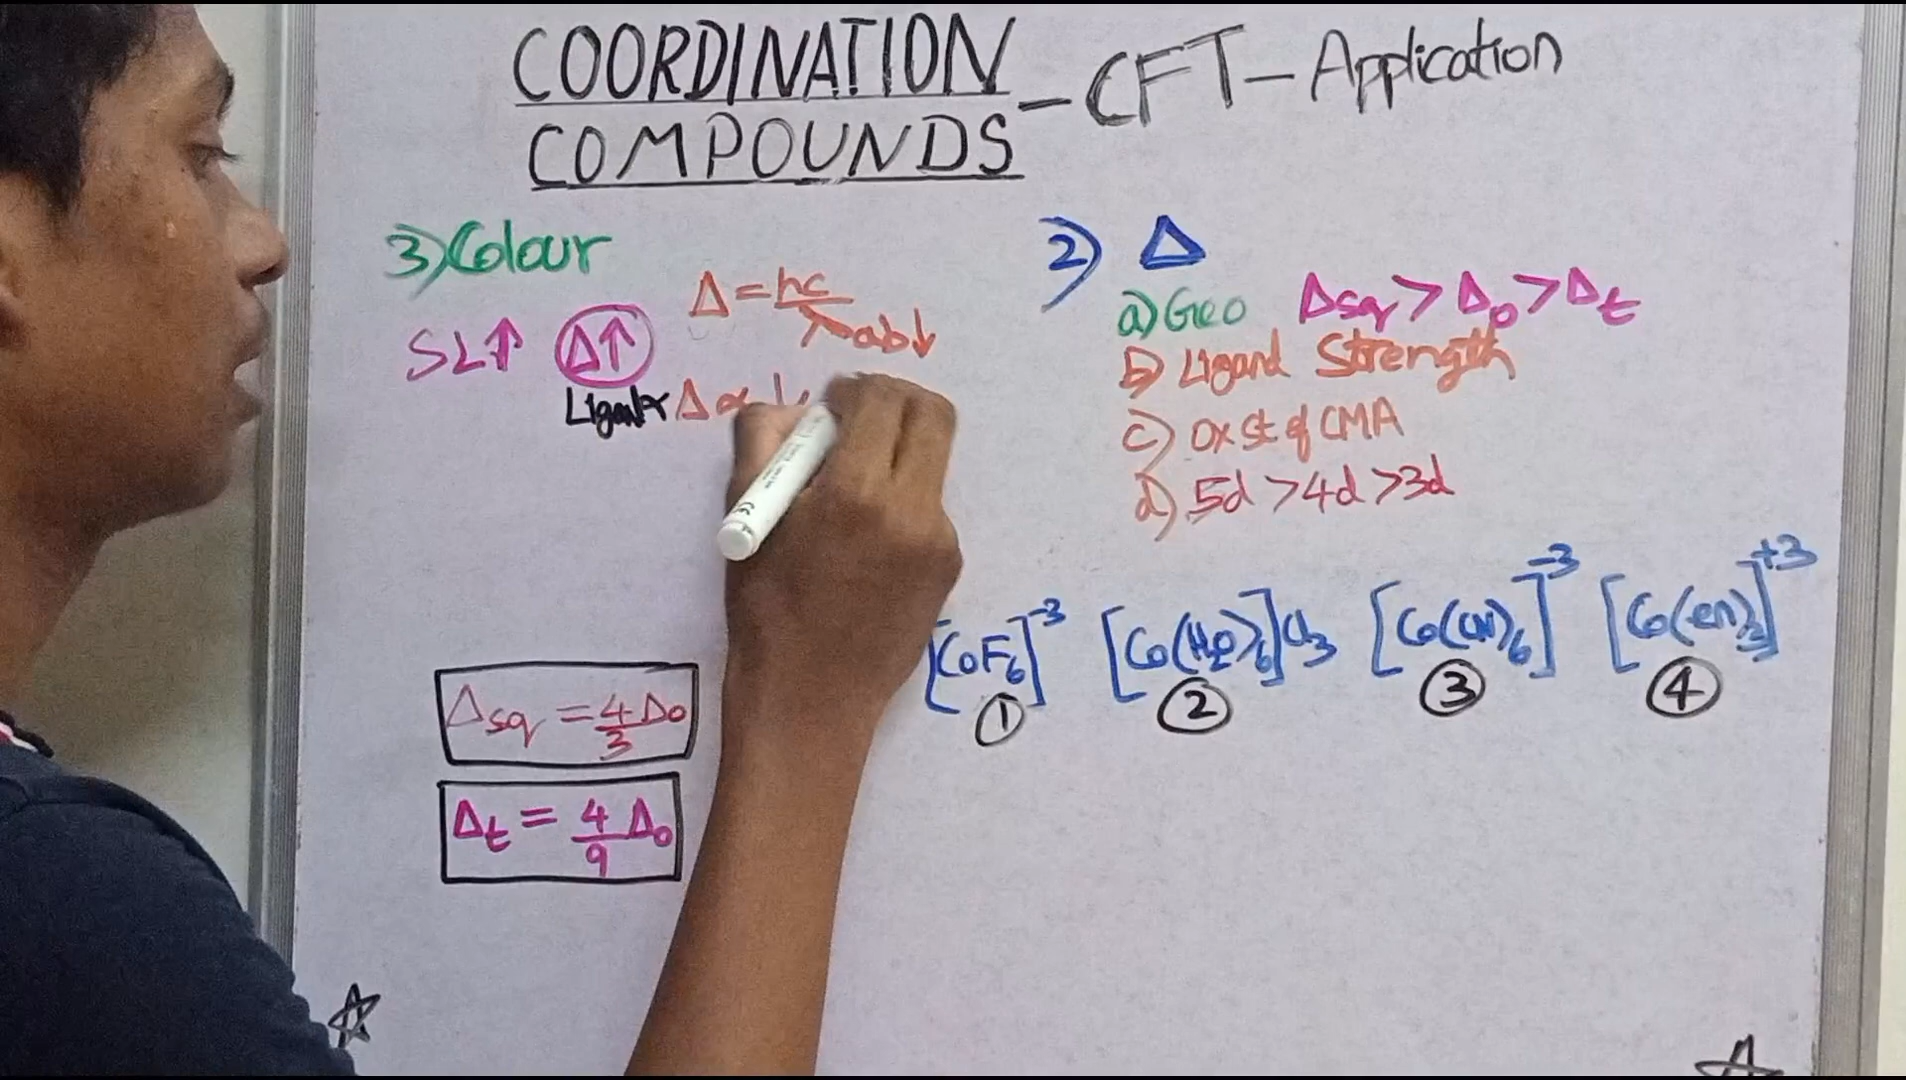 COORDINATION
COMPOUNDS - CFT - Application
3) Colour
SL↑ Δ↑ Δ = hc/λab↓
Ligand Δ∝
Δsq = 4/3 Δo
Δt = 4/9 Δo
2) Δ
a) Geo Δsq > Δo > Δt
b) Ligand Strength
c) Ox st of CMA
d) 5d > 4d > 3d
[CoF6]-3 [Co(H2O)6]Cl3 [Co(CN)6]-3 [Co(en)3]+3
1 2 3 4